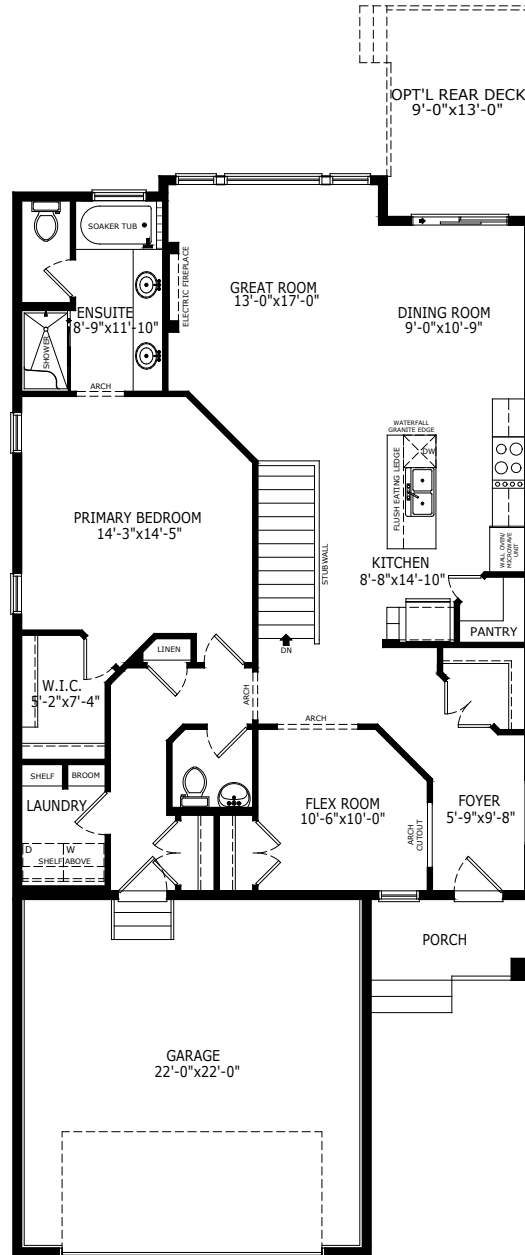 OPT'L REAR DECK
9'-0"x13'-0"
SOAKER TUB
ELECTRIC FIREPLACE
GREAT ROOM
13'-0"x17'-0"
DINING ROOM
9'-0"x10'-9"
ENSUITE
8'-9"x11'-10"
SHOWER
ARCH
WATERFALL
GRANITE EDGE
DW
FLUSH EATING LEDGE
WALL OVEN/
MICROWAVE
UNIT
PRIMARY BEDROOM
14'-3"x14'-5"
STUB WALL
KITCHEN
8'-8"x14'-10"
PANTRY
LINEN
DN
W.I.C.
5'-2"x7'-4"
ARCH
ARCH
SHELF
BROOM
LAUNDRY
FLEX ROOM
10'-6"x10'-0"
ARCH
CUTOUT
FOYER
5'-9"x9'-8"
D
W
SHELF ABOVE
PORCH
GARAGE
22'-0"x22'-0"